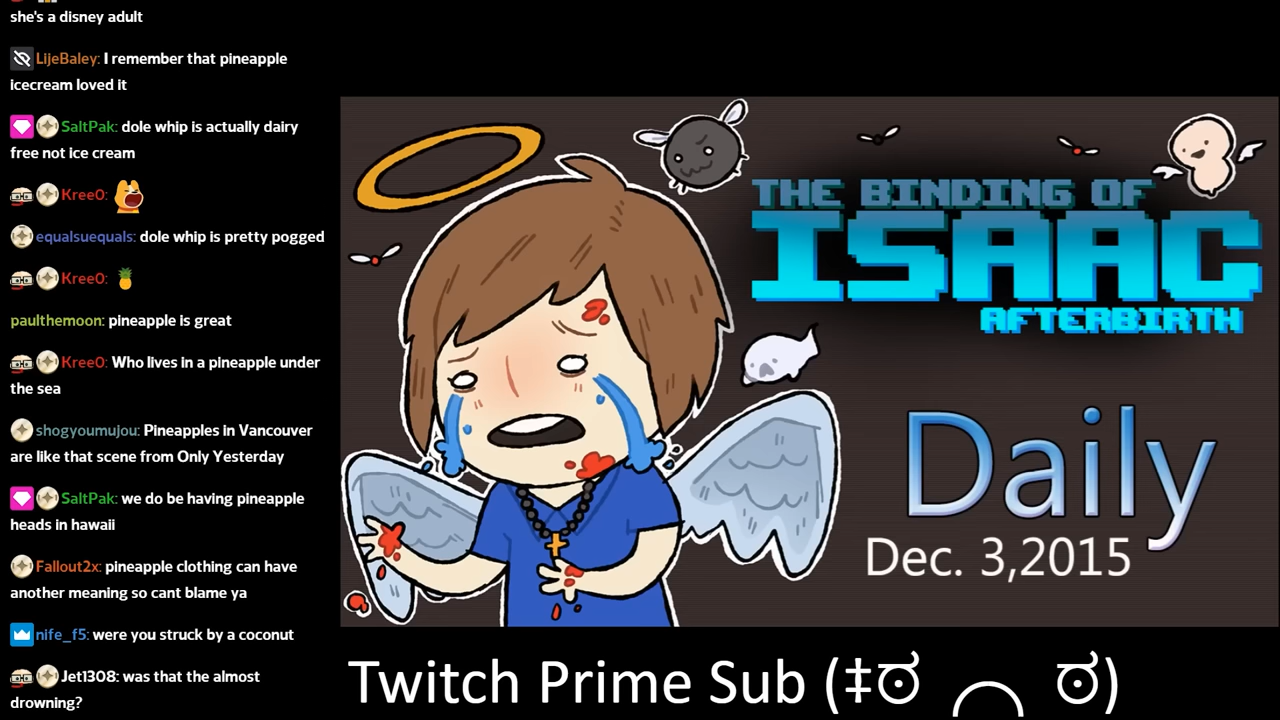 she's a disney adult
LijeBaley: I remember that pineapple
icecream loved it
SaltPak: dole whip is actually dairy
free not ice cream
Kree0:
equalsuequals: dole whip is pretty pogged
Kree0:
paulthemoon: pineapple is great
Kree0: Who lives in a pineapple under
the sea
shogyoumujou: Pineapples in Vancouver
are like that scene from Only Yesterday
SaltPak: we do be having pineapple
heads in hawaii
Fallout2x: pineapple clothing can have
another meaning so cant blame ya
nife_f5: were you struck by a coconut
Jet1308: was that the almost
drowning?
THE BINDING OF
ISAAC
AFTERBIRTH
Daily
Dec. 3,2015
Twitch Prime Sub (‡ಠ ╭╮ ಠ)